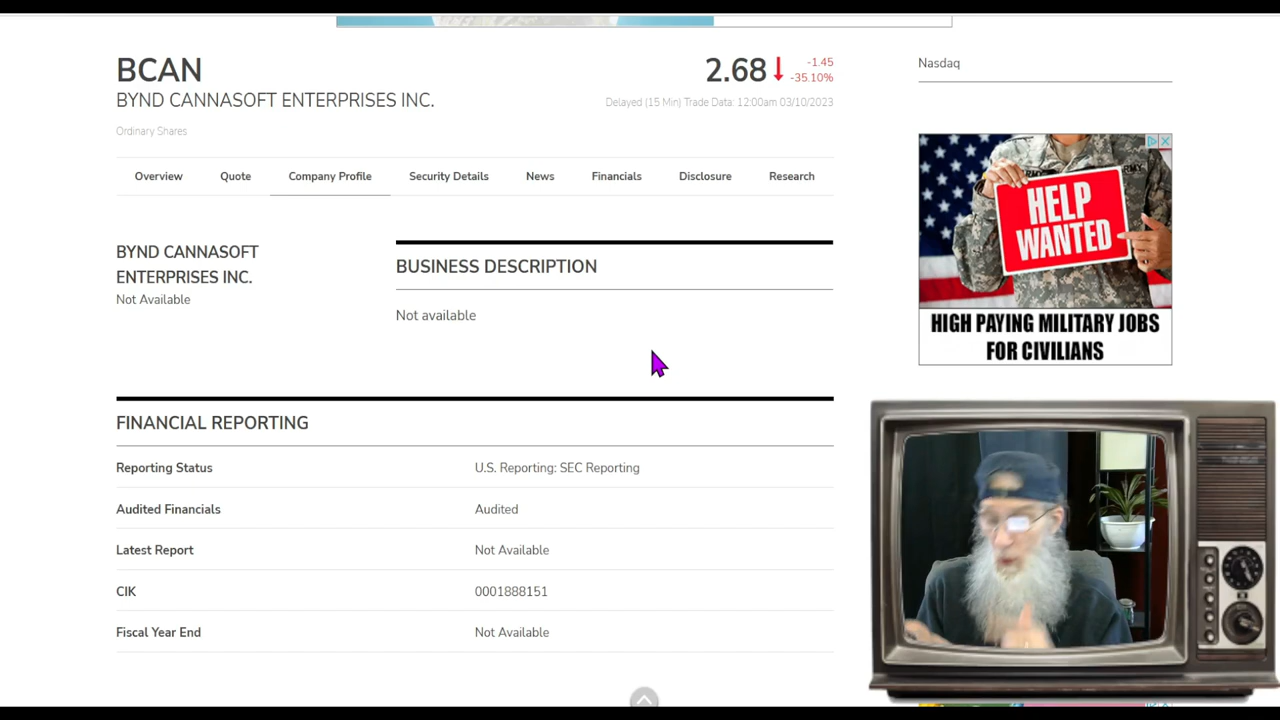 BCAN
2.68
-1.45
-35.10%
BYND CANNASOFT ENTERPRISES INC.
Delayed (15 Min) Trade Data: 12:00am 03/10/2023
Ordinary Shares
Nasdaq
Overview Quote Company Profile Security Details News Financials Disclosure Research
BYND CANNASOFT
ENTERPRISES INC.
Not Available
BUSINESS DESCRIPTION
Not available
ARMY
HELP
WANTED
HIGH PAYING MILITARY JOBS
FOR CIVILIANS
FINANCIAL REPORTING
Reporting Status U.S. Reporting: SEC Reporting
Audited Financials Audited
Latest Report Not Available
CIK 0001888151
Fiscal Year End Not Available